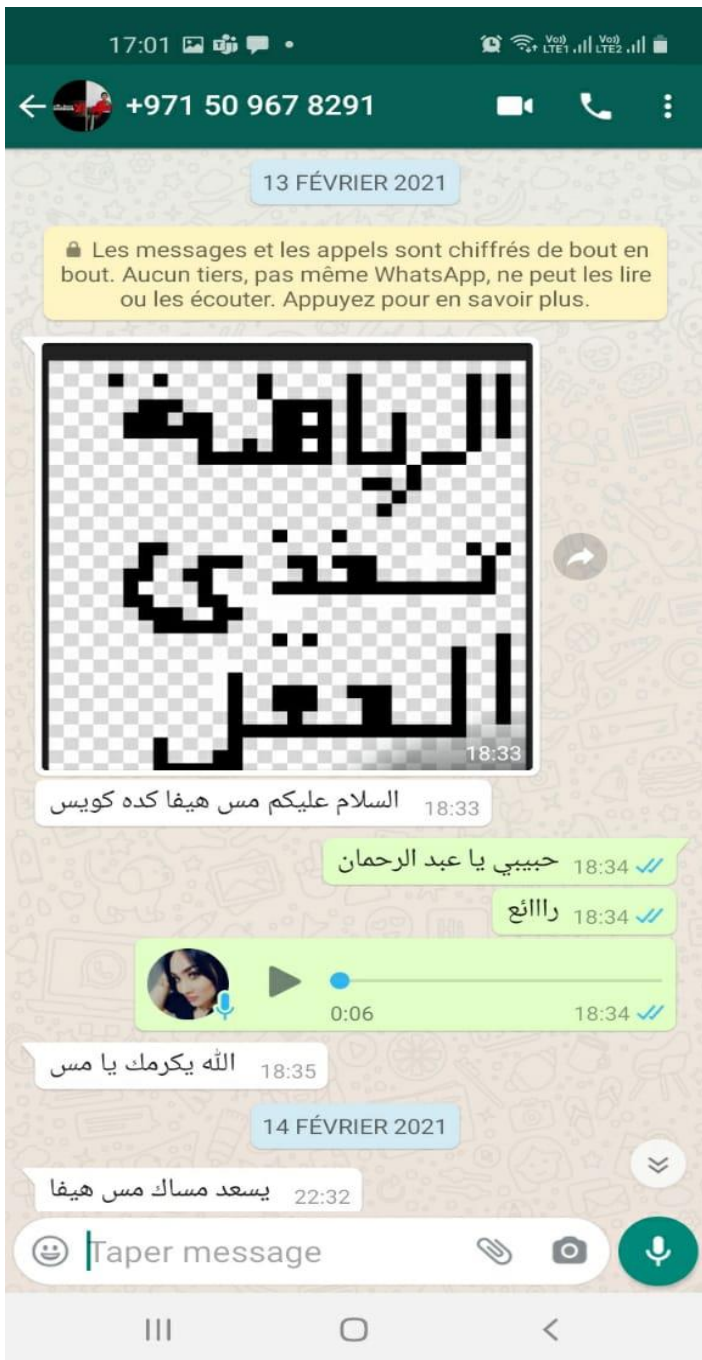 17:01
Vo)) LTE1 Vo)) LTE2
+971 50 967 8291
13 FÉVRIER 2021
Les messages et les appels sont chiffrés de bout en
bout. Aucun tiers, pas même WhatsApp, ne peut les lire
ou les écouter. Appuyez pour en savoir plus.
الرياضة
تغذي
العقل
18:33
السلام عليكم مس هيفا كده كويس 18:33
حبيبي يا عبد الرحمان 18:34
رااائع 18:34
0:06 18:34
الله يكرمك يا مس 18:35
14 FÉVRIER 2021
يسعد مساك مس هيفا 22:32
Taper message